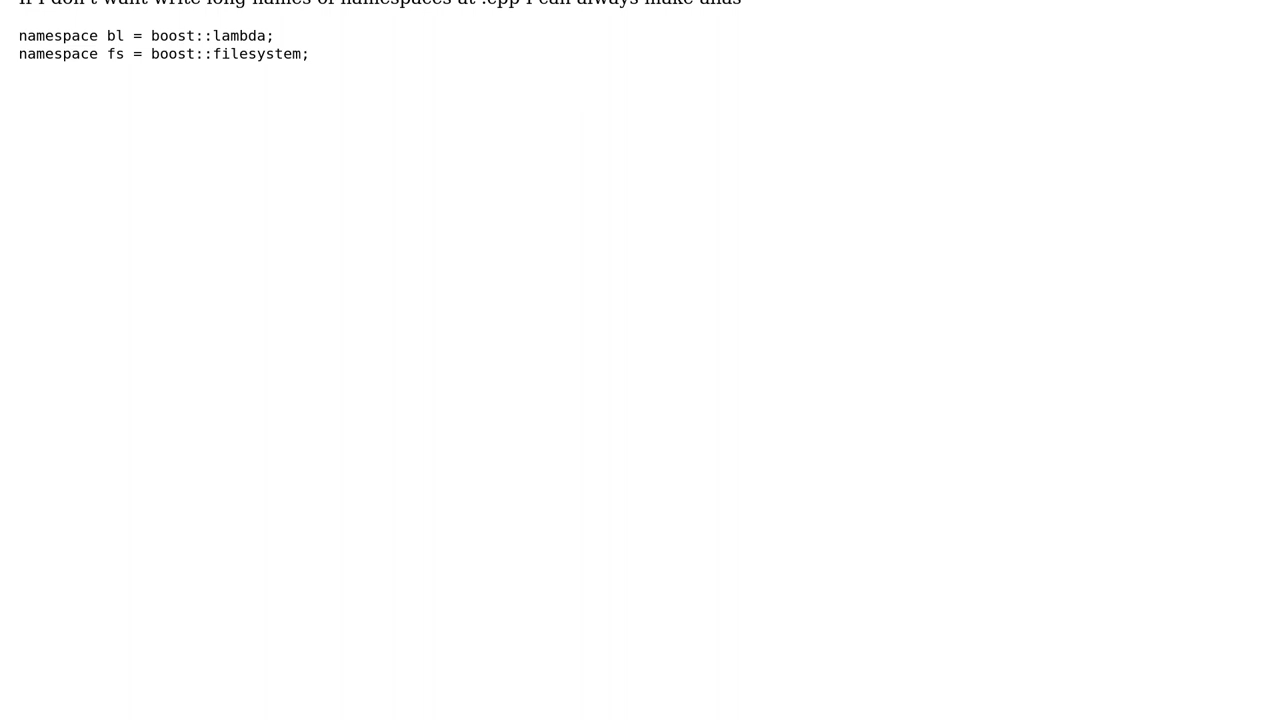 If I don't want write long names of namespaces at .cpp I can always make alias
namespace bl = boost::lambda;
namespace fs = boost::filesystem;